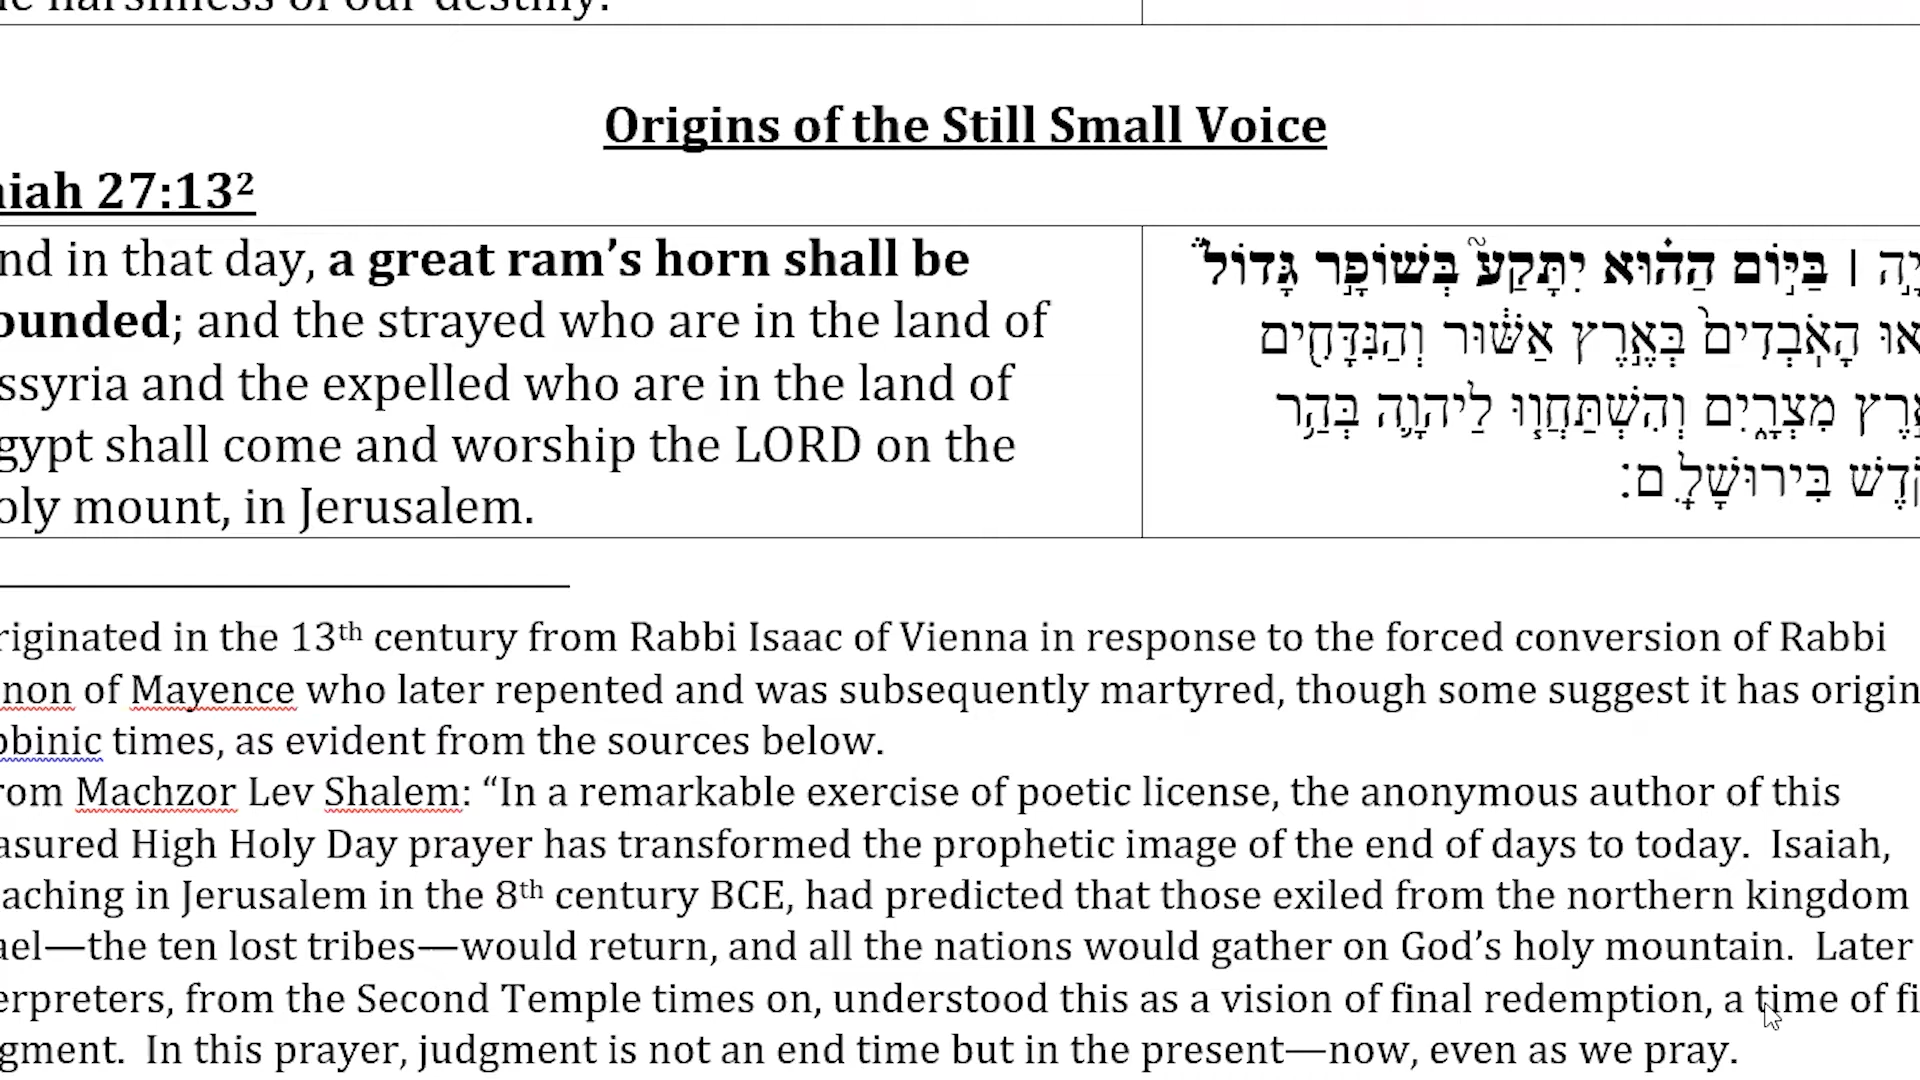 Origins of the Still Small Voice
iah 27:13²
nd in that day, a great ram’s horn shall be
ounded; and the strayed who are in the land of
ssyria and the expelled who are in the land of
gypt shall come and worship the LORD on the
oly mount, in Jerusalem.
בַּיּ֣וֹם הַה֗וּא יִתָּקַע֮ בְּשׁוֹפָ֣ר גָּדוֹל֒
הָאֹֽבְדִים֙ בְּאֶ֣רֶץ אַשּׁ֔וּר וְהַנִּדָּחִ֖ים
מִצְרָ֑יִם וְהִשְׁתַּחֲו֧וּ לַיהוָ֛ה בְּהַ֥ר
בִּירוּשָׁלָֽ ם׃
riginated in the 13th century from Rabbi Isaac of Vienna in response to the forced conversion of Rabbi
non of Mayence who later repented and was subsequently martyred, though some suggest it has origin
bbinic times, as evident from the sources below.
rom Machzor Lev Shalem: “In a remarkable exercise of poetic license, the anonymous author of this
asured High Holy Day prayer has transformed the prophetic image of the end of days to today. Isaiah,
aching in Jerusalem in the 8th century BCE, had predicted that those exiled from the northern kingdom
ael—the ten lost tribes—would return, and all the nations would gather on God’s holy mountain. Later
erpreters, from the Second Temple times on, understood this as a vision of final redemption, a time of fi
gment. In this prayer, judgment is not an end time but in the present—now, even as we pray.